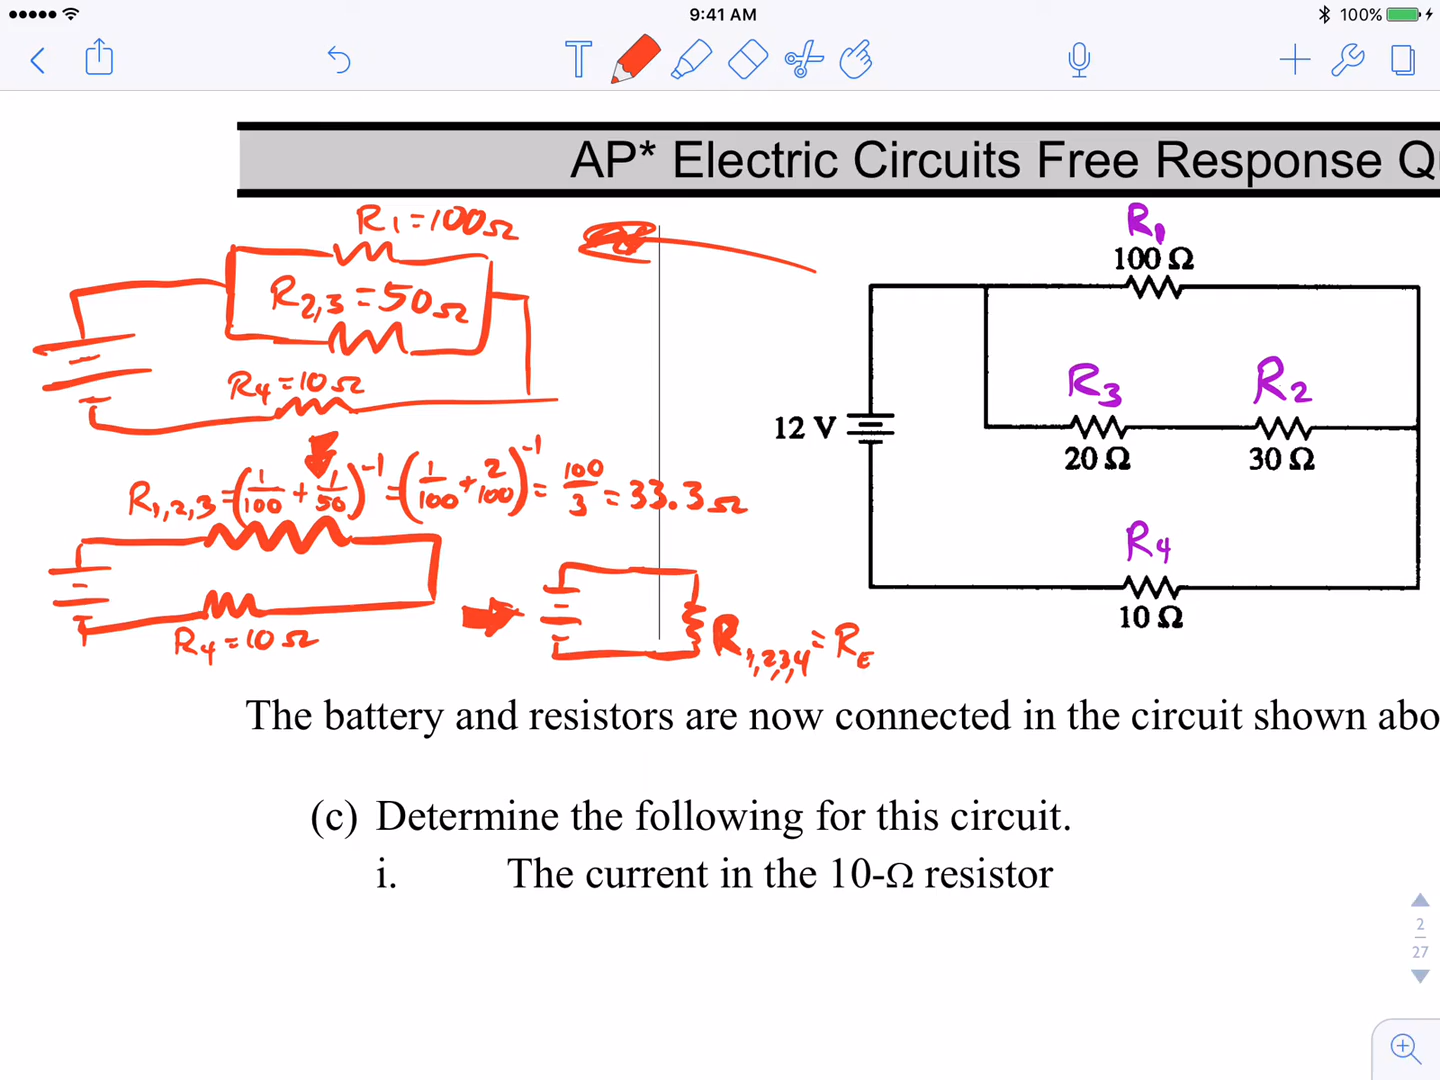 9:41 AM
100%
T
AP* Electric Circuits Free Response Q
R1=100Ω
R2,3=50Ω
R4=10Ω
R1,2,3=(1/100+1/50)^-1=(1/100+2/100)^-1=100/3=33.3Ω
R4=10Ω
R1,2,3,4=RE
R1
100 Ω
R3
R2
12 V
20 Ω
30 Ω
R4
10 Ω
The battery and resistors are now connected in the circuit shown abo
(c) Determine the following for this circuit.
i. The current in the 10-Ω resistor
2
27